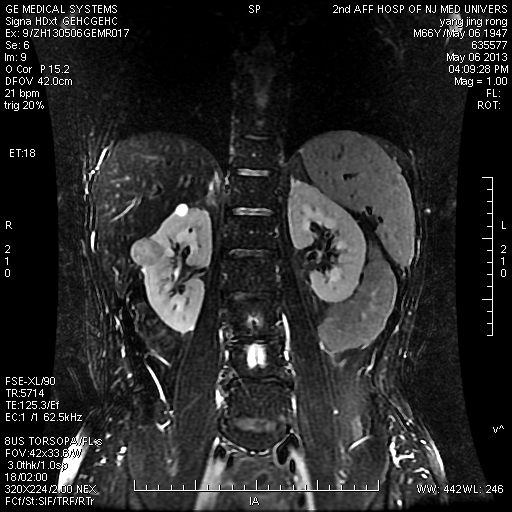 GE MEDICAL SYSTEMS
Signa HDxt GEHCGEHC
Ex: 9/ZH130506GEMR017
Se: 6
Im: 9
O Cor P 15.2
DFOV 42.0cm
21 bpm
trig 20%
SP
2nd AFF HOSP OF NJ MED UNIVERS
yang jing rong
M66Y/May 06 1947
635577
May 06 2013
04:09:28 PM
Mag = 1.00
FL:
ROT:
ET:18
R
2
1
0
L
2
1
0
FSE-XL/90
TR:5714
TE:125.3/Ef
EC:1 /1 62.5kHz
8US TORSOPA/FL:s
FOV:42x33.6/W
3.0thk/1.0sp
18/02:00
320X224/2.00 NEX
FCf/St:SIF/TRF/RTr
v^
IA
WW: 442WL: 246